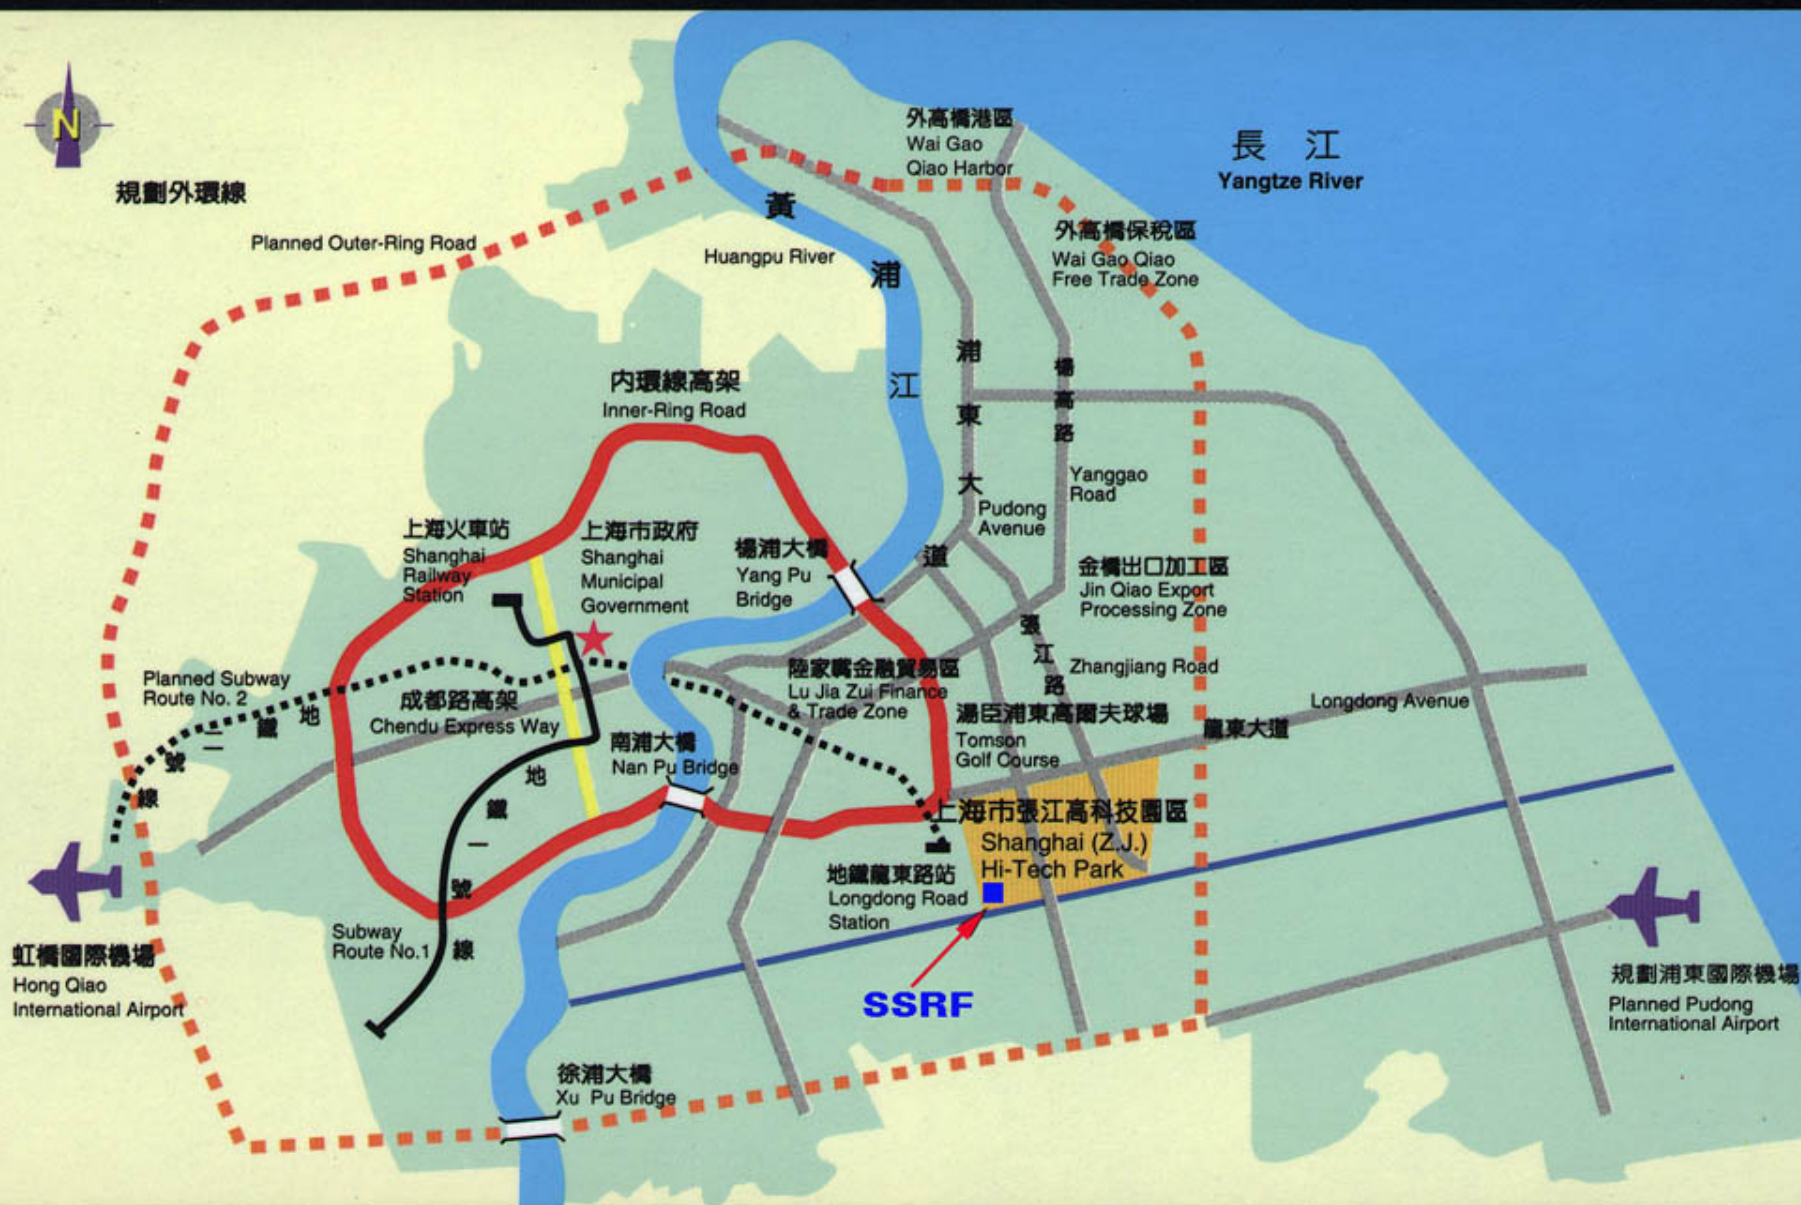 N
規劃外環線
Planned Outer-Ring Road
外高橋港區
Wai Gao
Qiao Harbor
長 江
Yangtze River
黃浦江
Huangpu River
外高橋保稅區
Wai Gao Qiao
Free Trade Zone
内環線高架
Inner-Ring Road
浦東大道
Pudong
Avenue
楊高路
Yanggao
Road
上海火車站
Shanghai
Railway
Station
上海市政府
Shanghai
Municipal
Government
楊浦大橋
Yang Pu
Bridge
金橋出口加工區
Jin Qiao Export
Processing Zone
張江路
Zhangjiang Road
Planned Subway
Route No. 2
地鐵二號線
成都路高架
Chendu Express Way
陸家嘴金融貿易區
Lu Jia Zui Finance
& Trade Zone
湯臣浦東高爾夫球場
Tomson
Golf Course
Longdong Avenue
龍東大道
南浦大橋
Nan Pu Bridge
地鐵一號線
Subway
Route No.1
上海市張江高科技園區
Shanghai (Z.J.)
Hi-Tech Park
地鐵龍東路站
Longdong Road
Station
SSRF
虹橋國際機場
Hong Qiao
International Airport
規劃浦東國際機場
Planned Pudong
International Airport
徐浦大橋
Xu Pu Bridge